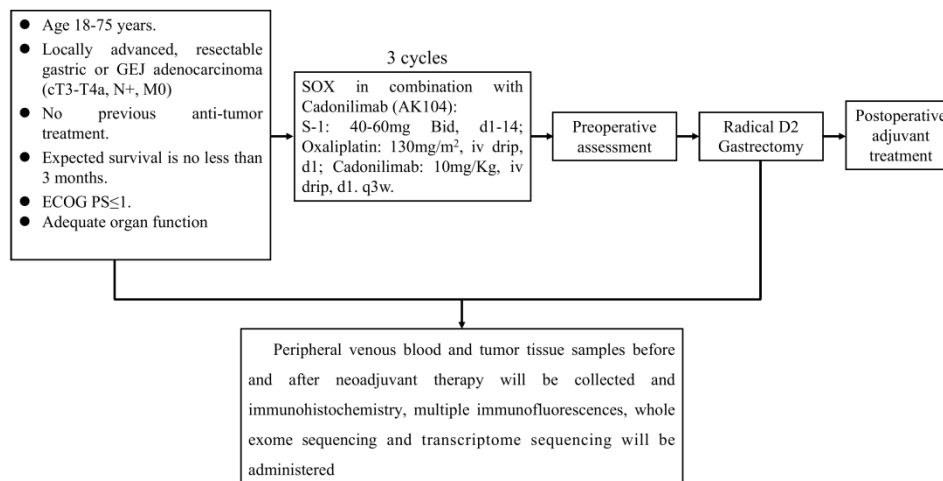 ● Age 18-75 years.
● Locally advanced, resectable
gastric or GEJ adenocarcinoma
(cT3-T4a, N+, M0)
● No previous anti-tumor
treatment.
● Expected survival is no less than
3 months.
● ECOG PS≤1.
● Adequate organ function
3 cycles
SOX in combination with
Cadonilimab (AK104):
S-1: 40-60mg Bid, d1-14;
Oxaliplatin: 130mg/m², iv drip,
d1; Cadonilimab: 10mg/Kg, iv
drip, d1. q3w.
Preoperative
assessment
Radical D2
Gastrectomy
Postoperative
adjuvant
treatment
Peripheral venous blood and tumor tissue samples before
and after neoadjuvant therapy will be collected and
immunohistochemistry, multiple immunofluorescences, whole
exome sequencing and transcriptome sequencing will be
administered